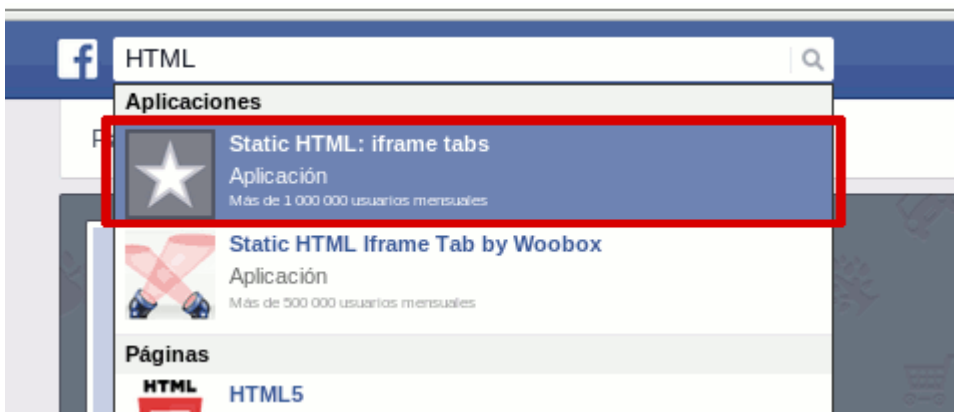 f
HTML
Aplicaciones
Static HTML: iframe tabs
Aplicación
Más de 1 000 000 usuarios mensuales
Static HTML Iframe Tab by Woobox
Aplicación
Más de 500 000 usuarios mensuales
Páginas
HTML
HTML5